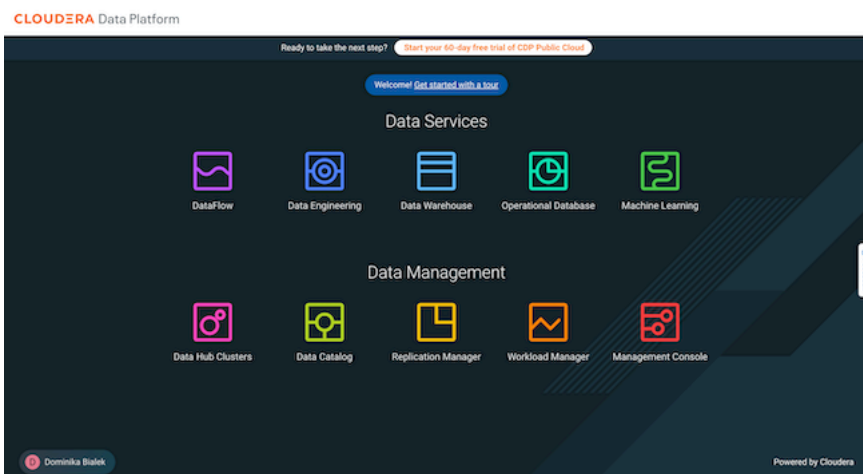 CLOUDERA Data Platform
Ready to take the next step? Start your 60-day free trial of CDP Public Cloud
Welcome! Get started with a tour
Data Services
DataFlow Data Engineering Data Warehouse Operational Database Machine Learning
Data Management
Data Hub Clusters Data Catalog Replication Manager Workload Manager Management Console
D Dominika Bialek Powered by Cloudera